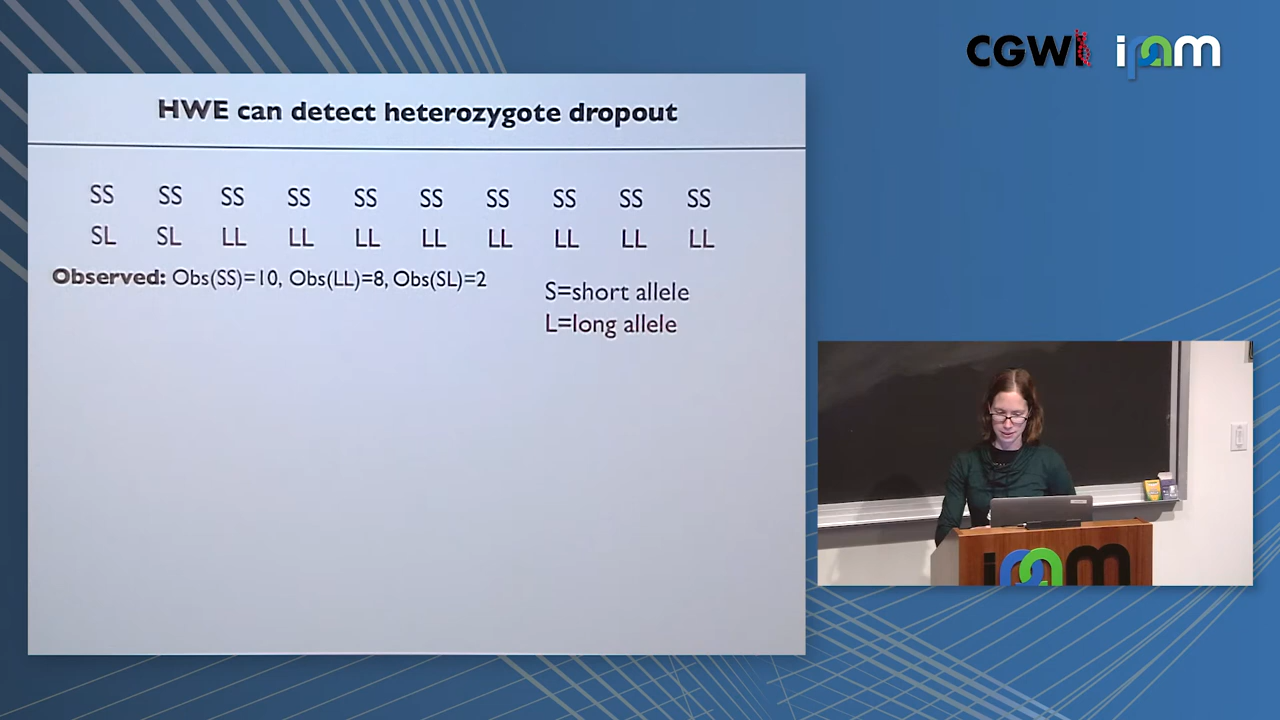 CGWI ipam
HWE can detect heterozygote dropout
SS SS SS SS SS SS SS SS SS SS
SL SL LL LL LL LL LL LL LL LL
Observed: Obs(SS)=10, Obs(LL)=8, Obs(SL)=2
S=short allele
L=long allele
ipam